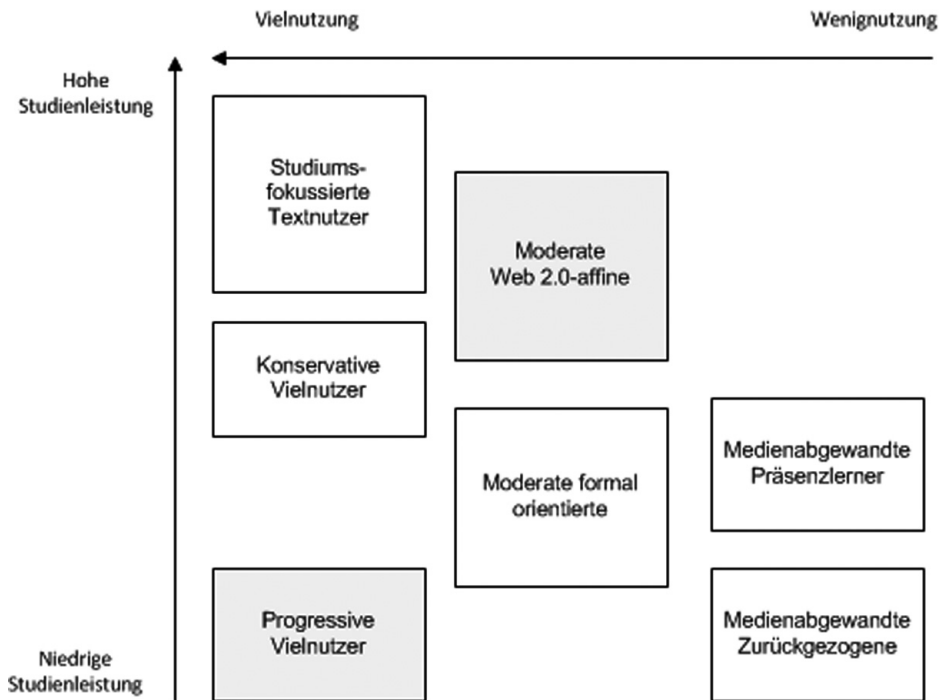 Vielnutzung
Wenignutzung
Hohe
Studienleistung
Studiums-
fokussierte
Textnutzer
Moderate
Web 2.0-affine
Konservative
Vielnutzer
Medienabgewandte
Präsenzlerner
Moderate formal
orientierte
Progressive
Vielnutzer
Medienabgewandte
Zurückgezogene
Niedrige
Studienleistung